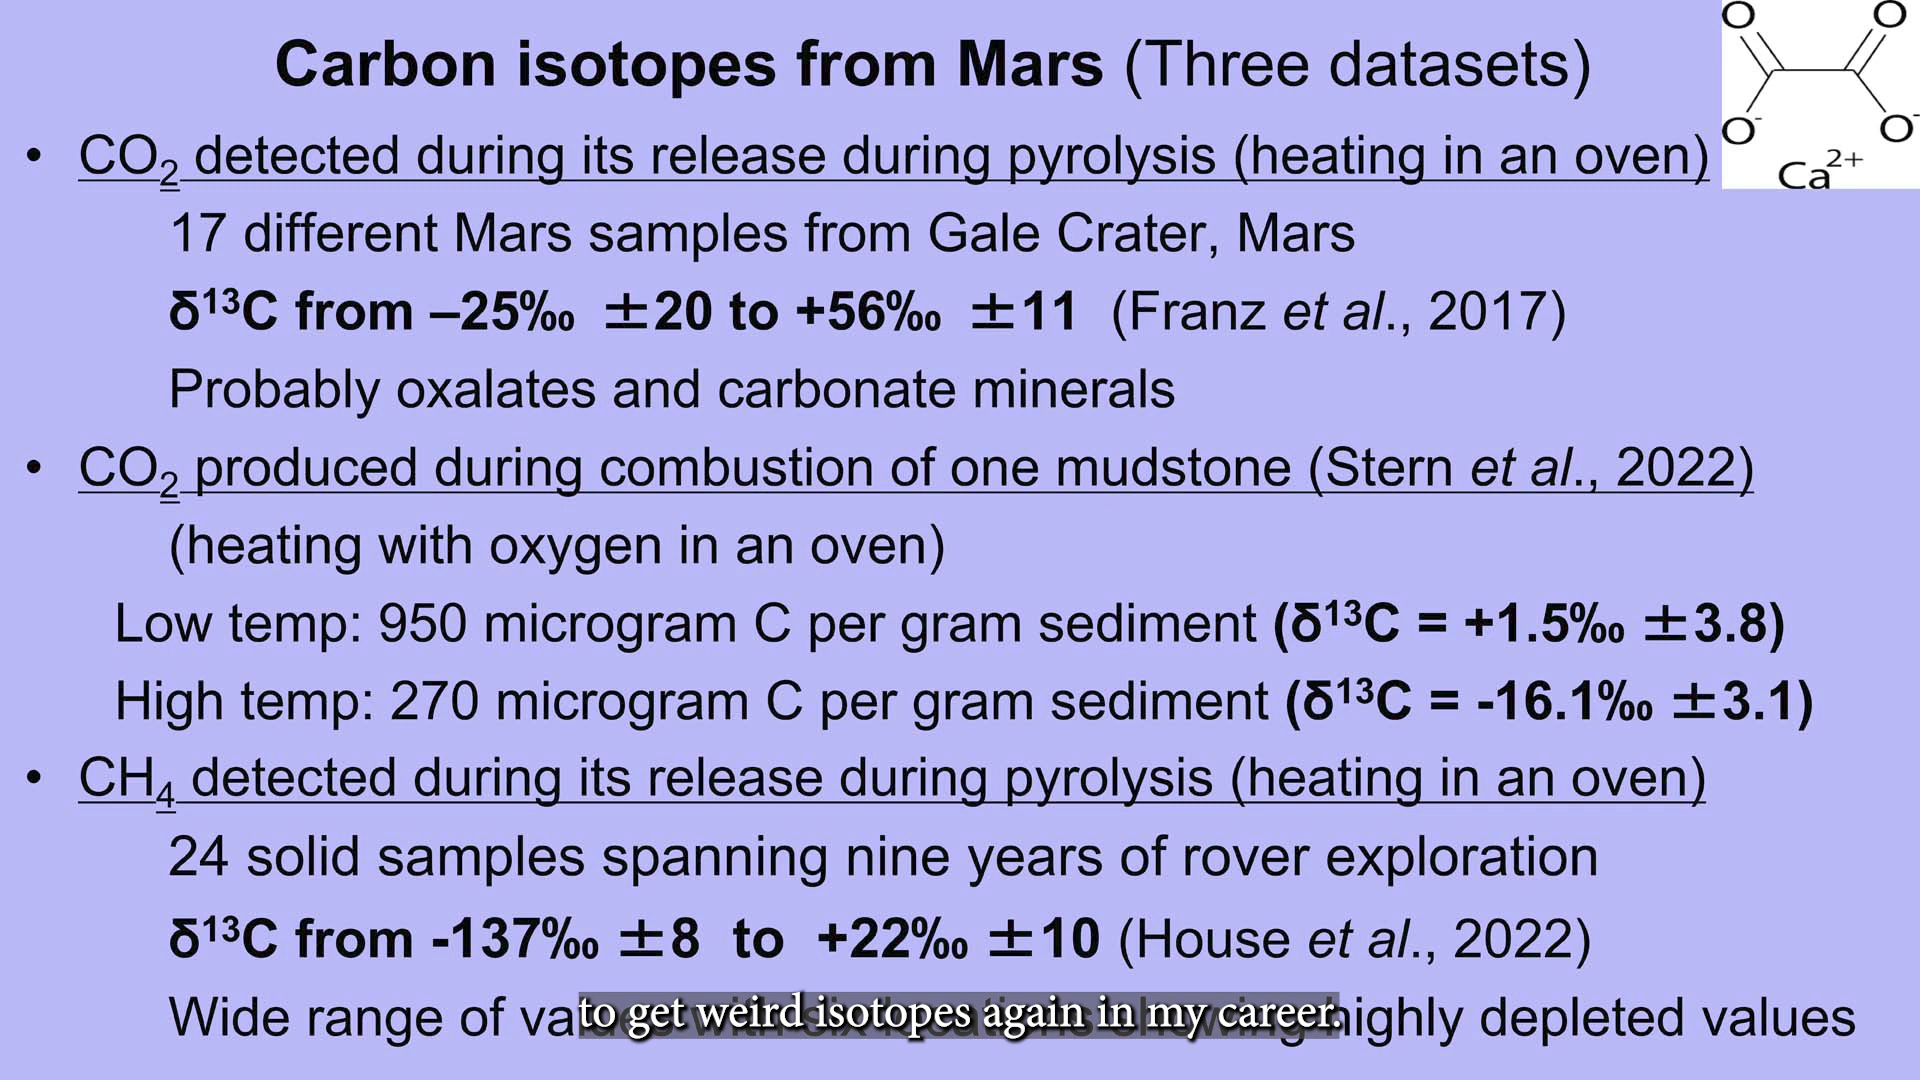 Carbon isotopes from Mars (Three datasets)
O O
O- O-
Ca2+
• CO2 detected during its release during pyrolysis (heating in an oven)
17 different Mars samples from Gale Crater, Mars
δ13C from –25‰ ±20 to +56‰ ±11 (Franz et al., 2017)
Probably oxalates and carbonate minerals
• CO2 produced during combustion of one mudstone (Stern et al., 2022)
(heating with oxygen in an oven)
Low temp: 950 microgram C per gram sediment (δ13C = +1.5‰ ±3.8)
High temp: 270 microgram C per gram sediment (δ13C = -16.1‰ ±3.1)
• CH4 detected during its release during pyrolysis (heating in an oven)
24 solid samples spanning nine years of rover exploration
δ13C from -137‰ ±8 to +22‰ ±10 (House et al., 2022)
Wide range of highly depleted values
to get weird isotopes again in my career.